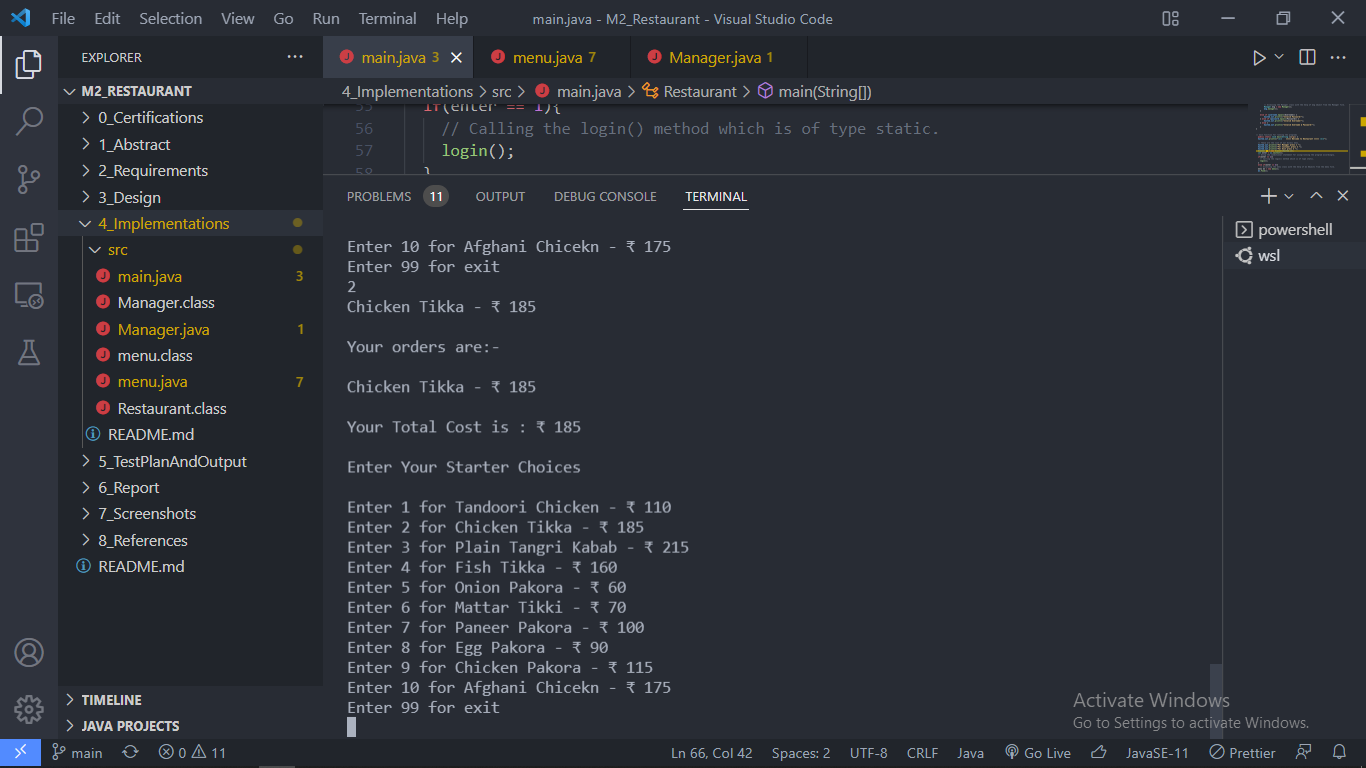 File Edit Selection View Go Run Terminal Help main.java - M2_Restaurant - Visual Studio Code
EXPLORER
M2_RESTAURANT
0_Certifications
1_Abstract
2_Requirements
3_Design
4_Implementations
src
main.java 3
Manager.class
Manager.java 1
menu.class
menu.java 7
Restaurant.class
README.md
5_TestPlanAndOutput
6_Report
7_Screenshots
8_References
README.md
TIMELINE
JAVA PROJECTS
main.java 3 menu.java 7 Manager.java 1
4_Implementations > src > main.java > Restaurant > main(String[])
55 if(enter == 1){
56 // Calling the login() method which is of type static.
57 login();
58 }
PROBLEMS 11 OUTPUT DEBUG CONSOLE TERMINAL
Enter 10 for Afghani Chicekn - ₹ 175
Enter 99 for exit
2
Chicken Tikka - ₹ 185
Your orders are:-
Chicken Tikka - ₹ 185
Your Total Cost is : ₹ 185
Enter Your Starter Choices
Enter 1 for Tandoori Chicken - ₹ 110
Enter 2 for Chicken Tikka - ₹ 185
Enter 3 for Plain Tangri Kabab - ₹ 215
Enter 4 for Fish Tikka - ₹ 160
Enter 5 for Onion Pakora - ₹ 60
Enter 6 for Mattar Tikki - ₹ 70
Enter 7 for Paneer Pakora - ₹ 100
Enter 8 for Egg Pakora - ₹ 90
Enter 9 for Chicken Pakora - ₹ 115
Enter 10 for Afghani Chicekn - ₹ 175
Enter 99 for exit
powershell
wsl
Activate Windows
Go to Settings to activate Windows.
main 0 11 Ln 66, Col 42 Spaces: 2 UTF-8 CRLF Java Go Live JavaSE-11 Prettier